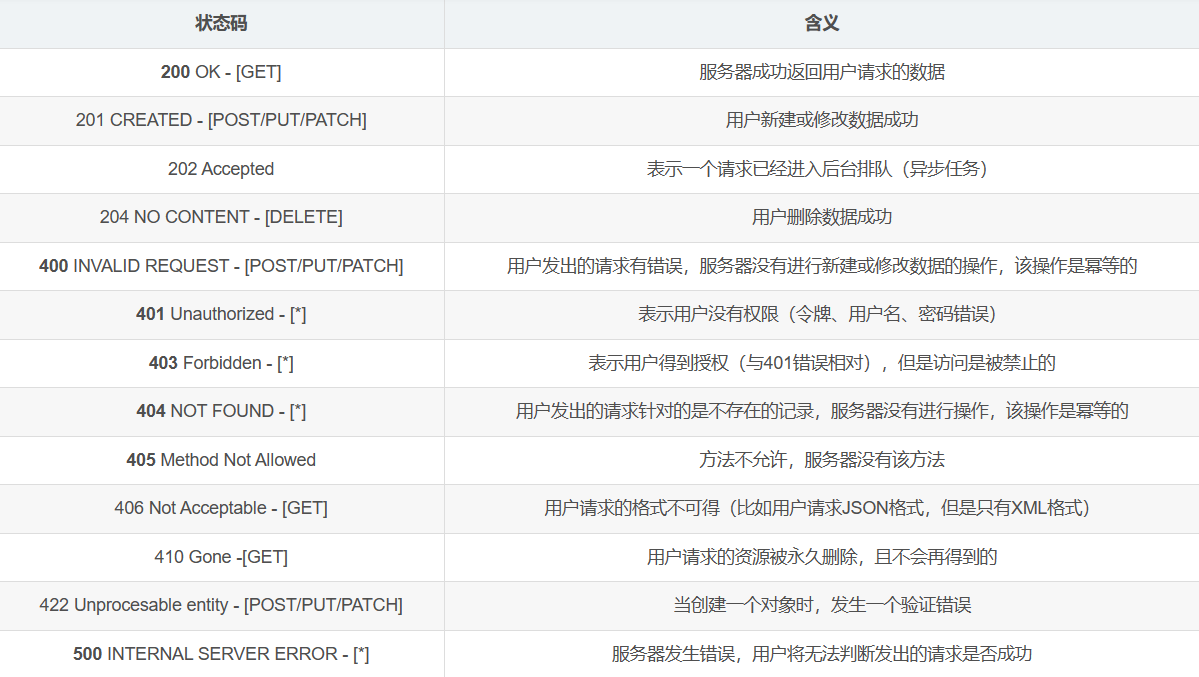 状态码 含义
200 OK - [GET] 服务器成功返回用户请求的数据
201 CREATED - [POST/PUT/PATCH] 用户新建或修改数据成功
202 Accepted 表示一个请求已经进入后台排队（异步任务）
204 NO CONTENT - [DELETE] 用户删除数据成功
400 INVALID REQUEST - [POST/PUT/PATCH] 用户发出的请求有错误，服务器没有进行新建或修改数据的操作，该操作是幂等的
401 Unauthorized - [*] 表示用户没有权限（令牌、用户名、密码错误）
403 Forbidden - [*] 表示用户得到授权（与401错误相对），但是访问是被禁止的
404 NOT FOUND - [*] 用户发出的请求针对的是不存在的记录，服务器没有进行操作，该操作是幂等的
405 Method Not Allowed 方法不允许，服务器没有该方法
406 Not Acceptable - [GET] 用户请求的格式不可得（比如用户请求JSON格式，但是只有XML格式）
410 Gone -[GET] 用户请求的资源被永久删除，且不会再得到的
422 Unprocesable entity - [POST/PUT/PATCH] 当创建一个对象时，发生一个验证错误
500 INTERNAL SERVER ERROR - [*] 服务器发生错误，用户将无法判断发出的请求是否成功